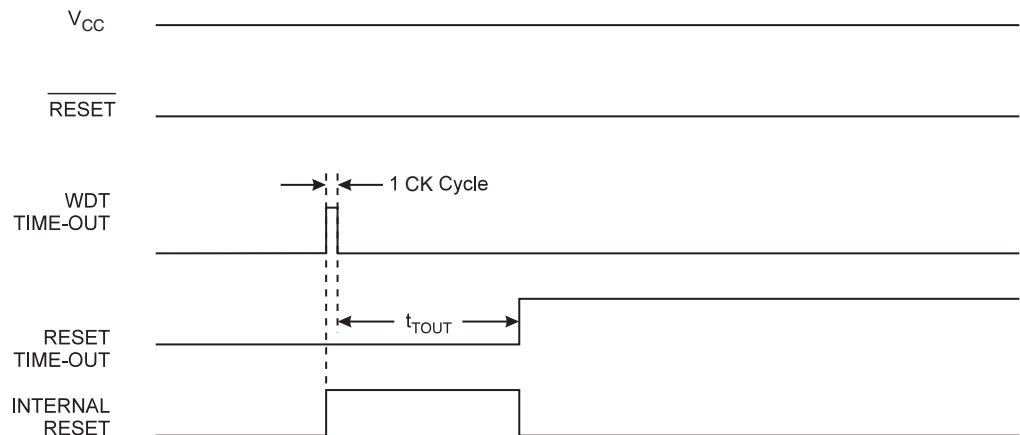 VCC
RESET
1 CK Cycle
WDT
TIME-OUT
tTOUT
RESET
TIME-OUT
INTERNAL
RESET